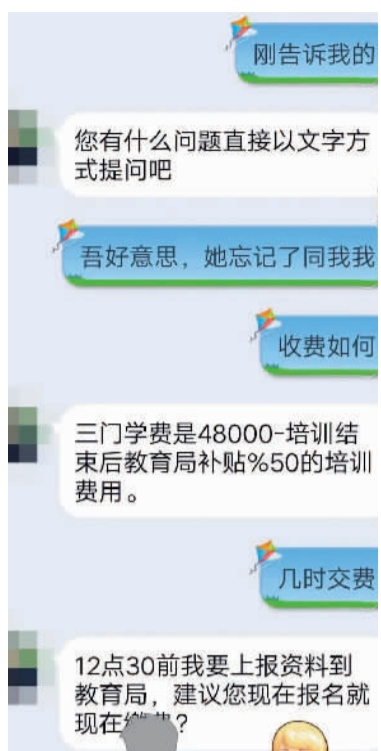 刚告诉我的
您有什么问题直接以文字方
式提问吧
吾好意思，她忘记了同我我
收费如何
三门学费是48000-培训结
束后教育局补贴%50的培训
费用。
几时交费
12点30前我要上报资料到
教育局，建议您现在报名就
现在缴费？